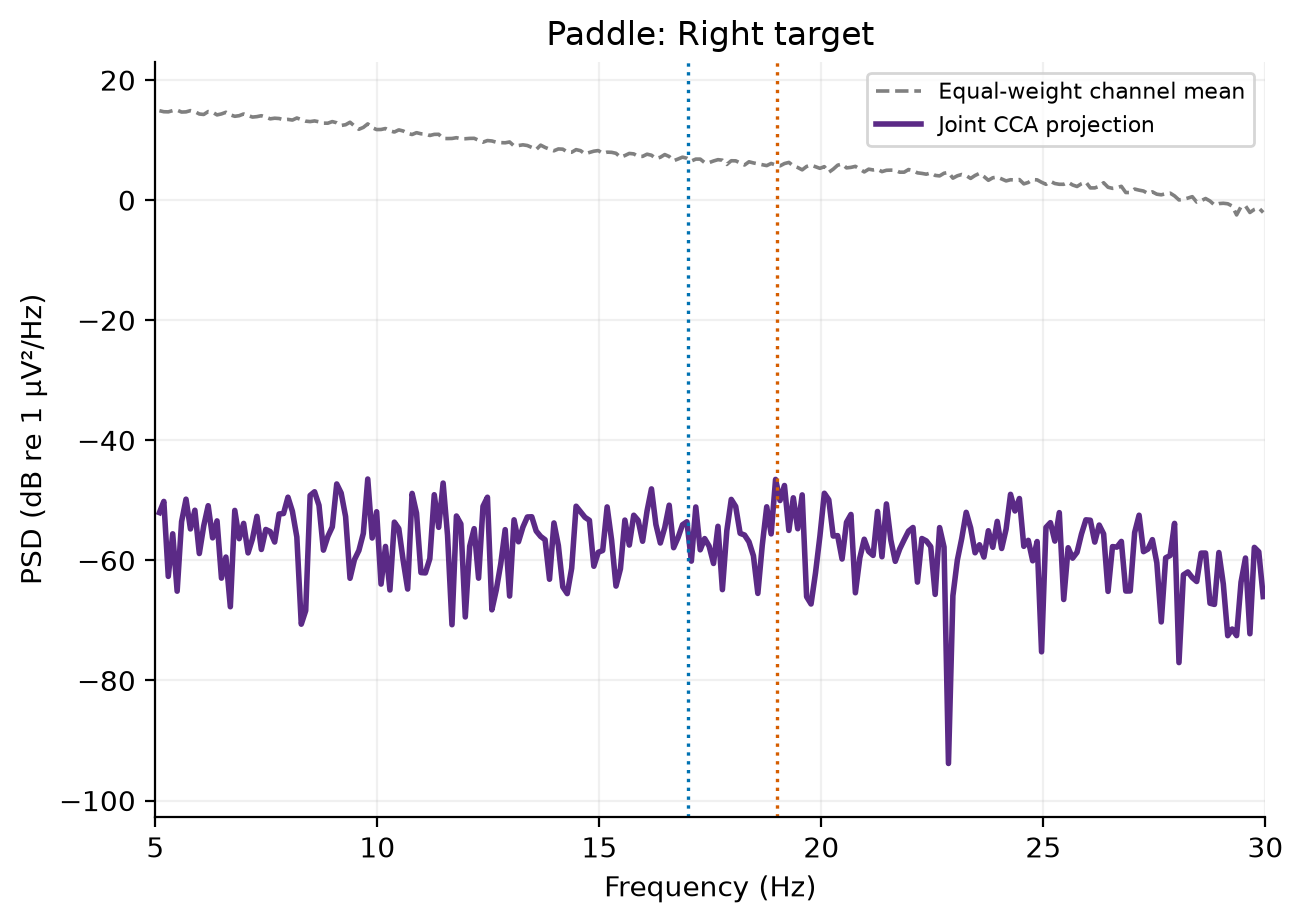 Paddle: Right target
Equal-weight channel mean
Joint CCA projection
PSD (dB re 1 µV²/Hz)
20
0
−20
−40
−60
−80
−100
5
10
15
20
25
30
Frequency (Hz)